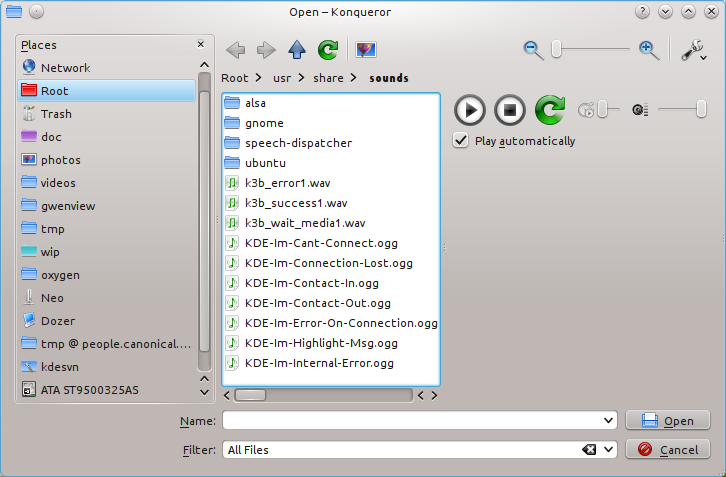 Open – Konqueror
Places
Network
Root
Trash
doc
photos
videos
gwenview
tmp
wip
oxygen
Neo
Dozer
tmp @ people.canonical....
kdesvn
ATA ST9500325AS
Root > usr > share > sounds
alsa
gnome
speech-dispatcher
ubuntu
k3b_error1.wav
k3b_success1.wav
k3b_wait_media1.wav
KDE-Im-Cant-Connect.ogg
KDE-Im-Connection-Lost.ogg
KDE-Im-Contact-In.ogg
KDE-Im-Contact-Out.ogg
KDE-Im-Error-On-Connection.ogg
KDE-Im-Highlight-Msg.ogg
KDE-Im-Internal-Error.ogg
Play automatically
Name:
Open
Filter:
All Files
Cancel